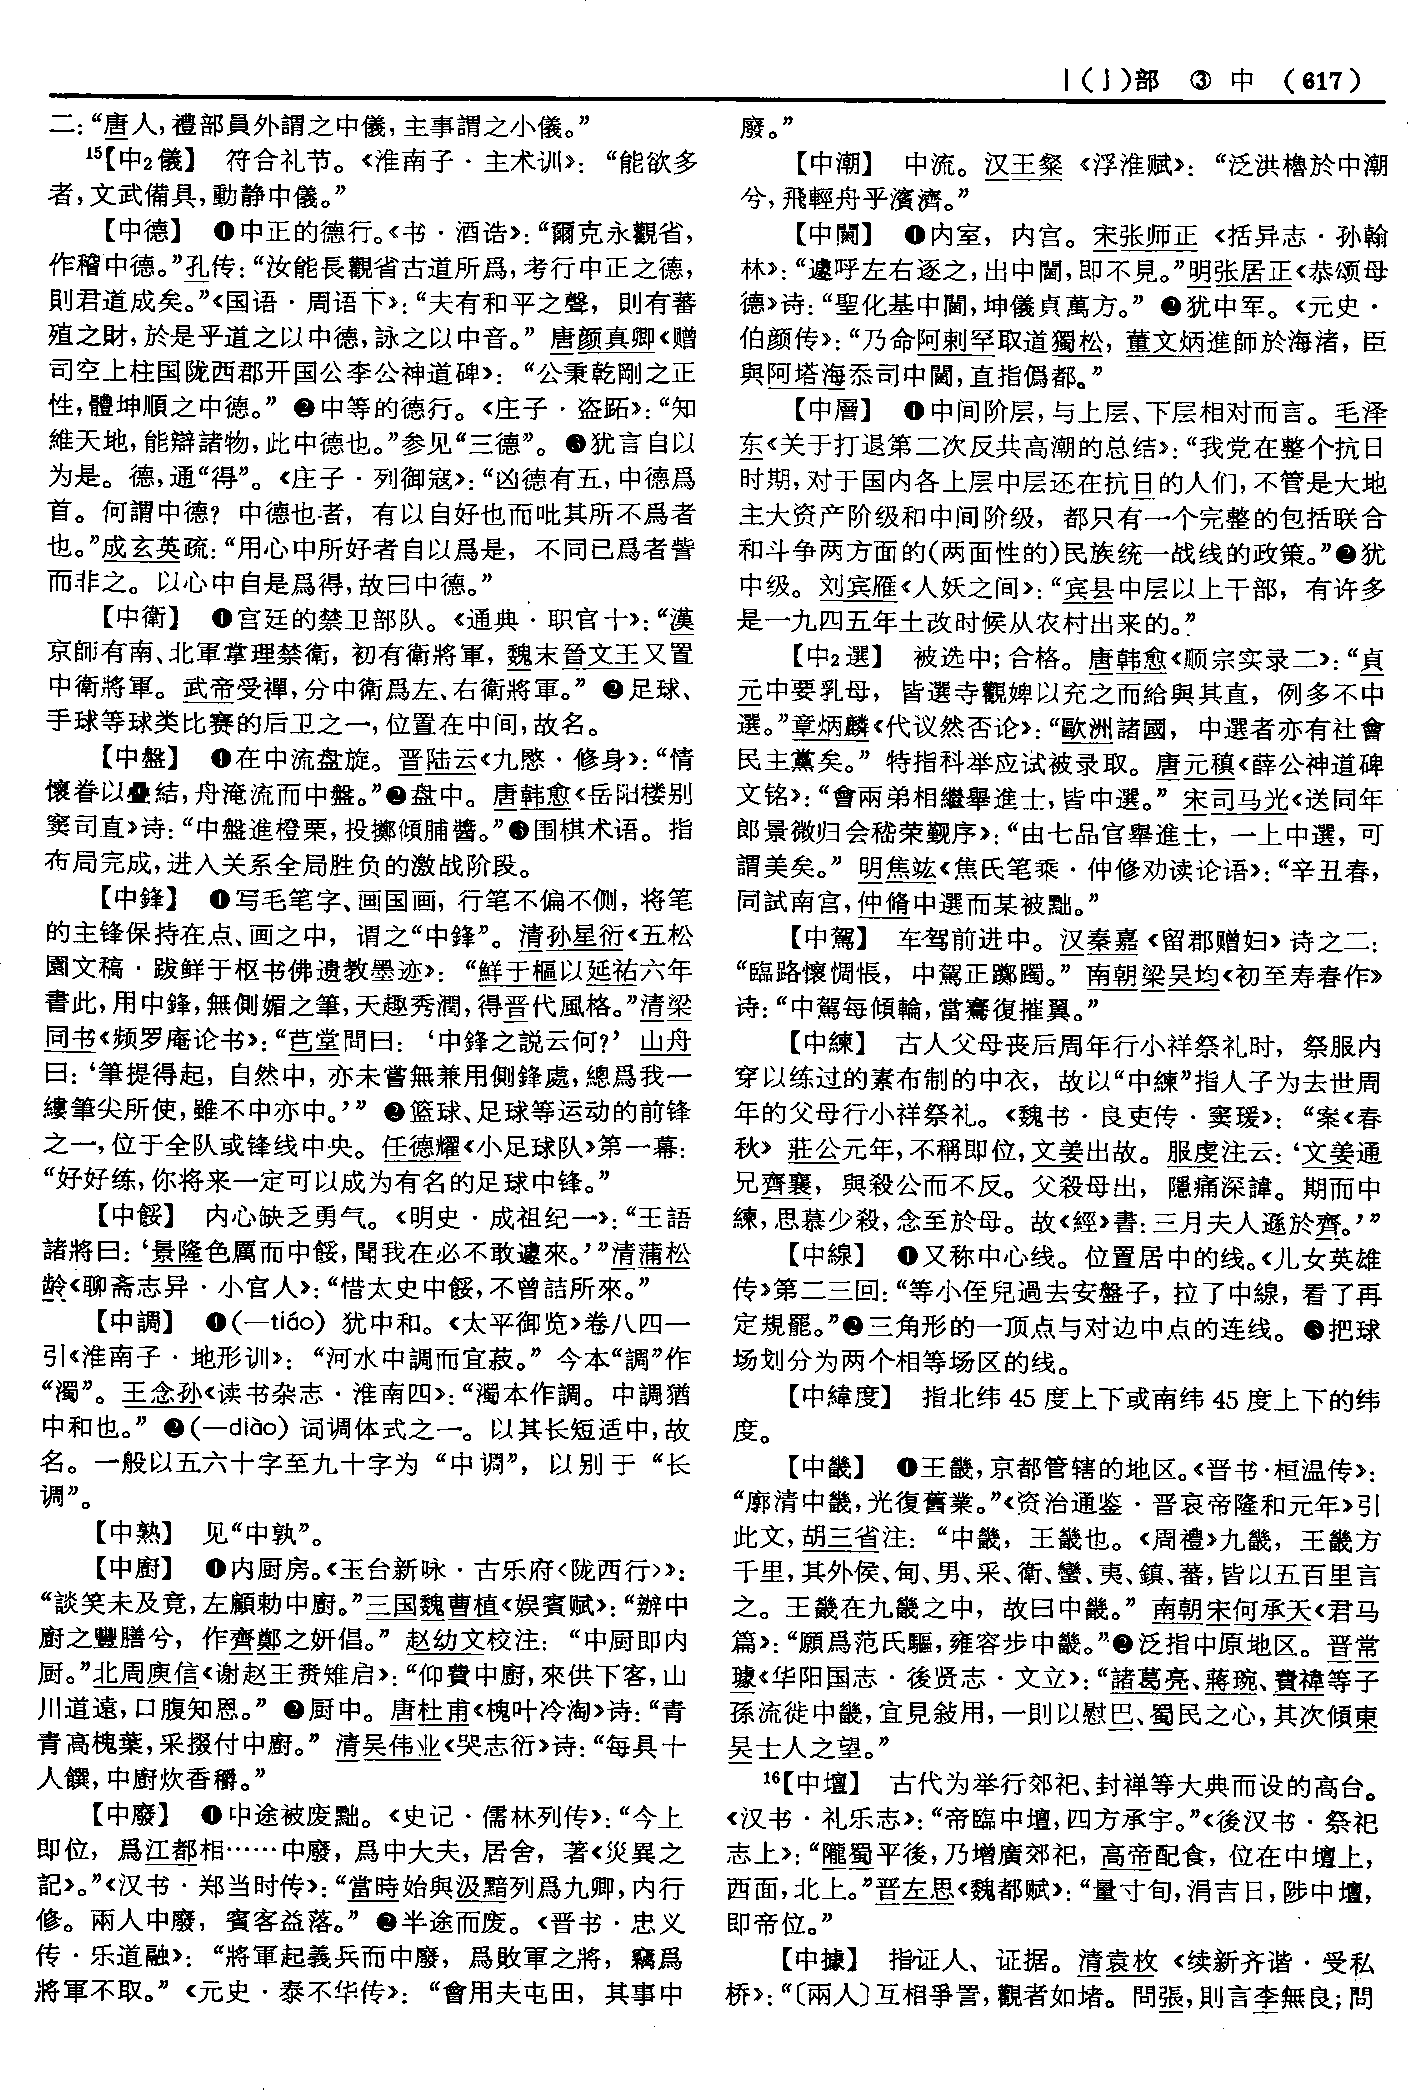 丨(亅)部 ③ 中 (617)
二:“唐人,禮部員外謂之中儀,主事謂之小儀。”
15【中2儀】 符合礼节。《淮南子·主术训》:“能欲多
者,文武備具,動静中儀。”
【中德】 ❶中正的德行。《书·酒诰》:“爾克永觀省,
作稽中德。”孔传:“汝能長觀省古道所爲,考行中正之德,
則君道成矣。”《国语·周语下》:“夫有和平之聲,則有蕃
殖之財,於是乎道之以中德,詠之以中音。” 唐颜真卿《赠
司空上柱国陇西郡开国公李公神道碑》:“公秉乾剛之正
性,體坤順之中德。” ❷中等的德行。《庄子·盗跖》:“知
維天地,能辯諸物,此中德也。”参见“三德”。❸犹言自以
为是。德,通“得”。《庄子·列御寇》:“凶德有五,中德爲
首。何謂中德?中德也者,有以自好也而吡其所不爲者
也。”成玄英疏:“用心中所好者自以爲是,不同已爲者訾
而非之。以心中自是爲得,故曰中德。”
【中衛】 ❶宫廷的禁卫部队。《通典·职官十》:“漢
京師有南、北軍掌理禁衛,初有衛將軍,魏末晉文王又置
中衛將軍。武帝受禪,分中衛爲左、右衛將軍。” ❷足球、
手球等球类比赛的后卫之一,位置在中间,故名。
【中盤】 ❶在中流盘旋。晋陆云《九愍·修身》:“情
懷眷以疊結,舟淹流而中盤。”❷盘中。唐韩愈《岳阳楼别
窦司直》诗:“中盤進橙栗,投擲傾脯醬。”❸围棋术语。指
布局完成,进入关系全局胜负的激战阶段。
【中鋒】 ❶写毛笔字、画国画,行笔不偏不侧,将笔
的主锋保持在点、画之中,谓之“中鋒”。清孙星衍《五松
園文稿·跋鲜于枢书佛遗教墨迹》:“鮮于樞以延祐六年
書此,用中鋒,無側媚之筆,天趣秀潤,得晋代風格。”清梁
同书《频罗庵论书》:“芭堂問曰:‘中鋒之説云何?’ 山舟
曰:‘筆提得起,自然中,亦未嘗無兼用側鋒處,總爲我一
縷筆尖所使,雖不中亦中。’” ❷篮球、足球等运动的前锋
之一,位于全队或锋线中央。任德耀《小足球队》第一幕:
“好好练,你将来一定可以成为有名的足球中锋。”
【中餒】 内心缺乏勇气。《明史·成祖纪一》:“王語
諸將曰:‘景隆色厲而中餒,聞我在必不敢遽來。’”清蒲松
龄《聊斋志异·小官人》:“惜太史中餒,不曾詰所來。”
【中調】 ❶(—tiáo) 犹中和。《太平御览》卷八四一
引《淮南子·地形训》:“河水中調而宜菽。” 今本“調”作
“濁”。王念孙《读书杂志·淮南四》:“濁本作調。中調猶
中和也。” ❷(—diào) 词调体式之一。以其长短适中,故
名。一般以五六十字至九十字为“中调”,以别于“长
调”。
【中熟】 见“中孰”。
【中廚】 ❶内厨房。《玉台新咏·古乐府<陇西行>》:
“談笑未及竟,左顧勅中廚。”三国魏曹植《娱賓赋》:“辦中
廚之豐膳兮,作齊鄭之妍倡。” 赵幼文校注:“中厨即内
厨。”北周庾信《谢赵王赉雉启》:“仰費中廚,來供下客,山
川道遠,口腹知恩。” ❷厨中。唐杜甫《槐叶冷淘》诗:“青
青高槐葉,采掇付中廚。” 清吴伟业《哭志衍》诗:“每具十
人饌,中廚炊香稰。”
【中廢】 ❶中途被废黜。《史记·儒林列传》:“今上
即位,爲江都相……中廢,爲中大夫,居舍,著《災異之
記》。”《汉书·郑当时传》:“當時始與汲黯列爲九卿,内行
修。兩人中廢,賓客益落。” ❷半途而废。《晋书·忠义
传·乐道融》:“將軍起義兵而中廢,爲敗軍之將,竊爲
將軍不取。”《元史·泰不华传》:“會用夫屯田,其事中
廢。”
【中潮】 中流。汉王粲《浮淮赋》:“泛洪櫓於中潮
兮,飛輕舟乎濱濟。”
【中閫】 ❶内室,内宫。宋张师正《括异志·孙翰
林》:“遽呼左右逐之,出中閫,即不見。”明张居正《恭颂母
德》诗:“聖化基中閫,坤儀貞萬方。” ❷犹中军。《元史·
伯颜传》:“乃命阿剌罕取道獨松,董文炳進師於海渚,臣
與阿塔海忝司中閫,直指僞都。”
【中層】 ❶中间阶层,与上层、下层相对而言。毛泽
东《关于打退第二次反共高潮的总结》:“我党在整个抗日
时期,对于国内各上层中层还在抗日的人们,不管是大地
主大资产阶级和中间阶级,都只有一个完整的包括联合
和斗争两方面的(两面性的)民族统一战线的政策。”❷犹
中级。刘宾雁《人妖之间》:“宾县中层以上干部,有许多
是一九四五年土改时候从农村出来的。”
【中2選】 被选中;合格。唐韩愈《顺宗实录二》:“貞
元中要乳母,皆選寺觀婢以充之而給與其直,例多不中
選。”章炳麟《代议然否论》:“歐洲諸國,中選者亦有社會
民主黨矣。” 特指科举应试被录取。唐元稹《薛公神道碑
文铭》:“會兩弟相繼舉進士,皆中選。” 宋司马光《送同年
郎景微归会嵇荣觐序》:“由七品官舉進士,一上中選,可
謂美矣。” 明焦竑《焦氏笔乘·仲修劝读论语》:“辛丑春,
同試南宫,仲脩中選而某被黜。”
【中駕】 车驾前进中。汉秦嘉《留郡赠妇》诗之二:
“臨路懷惆悵,中駕正躑躅。” 南朝梁吴均《初至寿春作》
诗:“中駕每傾輪,當騫復摧翼。”
【中練】 古人父母丧后周年行小祥祭礼时,祭服内
穿以练过的素布制的中衣,故以“中練”指人子为去世周
年的父母行小祥祭礼。《魏书·良吏传·窦瑗》:“案《春
秋》莊公元年,不稱即位,文姜出故。服虔注云:‘文姜通
兄齊襄,與殺公而不反。父殺母出,隱痛深諱。期而中
練,思慕少殺,念至於母。故《經》書:三月夫人遜於齊。’”
【中線】 ❶又称中心线。位置居中的线。《儿女英雄
传》第二三回:“等小侄兒過去安盤子,拉了中線,看了再
定規罷。”❷三角形的一顶点与对边中点的连线。❸把球
场划分为两个相等场区的线。
【中緯度】 指北纬45度上下或南纬45度上下的纬
度。
【中畿】 ❶王畿,京都管辖的地区。《晋书·桓温传》:
“廓清中畿,光復舊業。”《资治通鉴·晋哀帝隆和元年》引
此文,胡三省注:“中畿,王畿也。《周禮》九畿,王畿方
千里,其外侯、甸、男、采、衛、蠻、夷、鎮、蕃,皆以五百里言
之。王畿在九畿之中,故曰中畿。” 南朝宋何承天《君马
篇》:“願爲范氏驅,雍容步中畿。”❷泛指中原地区。晋常
璩《华阳国志·後贤志·文立》:“諸葛亮、蔣琬、費禕等子
孫流徙中畿,宜見敍用,一則以慰巴、蜀民之心,其次傾東
吴士人之望。”
16【中壇】 古代为举行郊祀、封禅等大典而设的高台。
《汉书·礼乐志》:“帝臨中壇,四方承宇。”《後汉书·祭祀
志上》:“隴蜀平後,乃增廣郊祀,高帝配食,位在中壇上,
西面,北上。”晋左思《魏都赋》:“量寸旬,涓吉日,陟中壇,
即帝位。”
【中據】 指证人、证据。清袁枚《续新齐谐·受私
桥》:“〔兩人〕互相爭詈,觀者如堵。問張,則言李無良;問